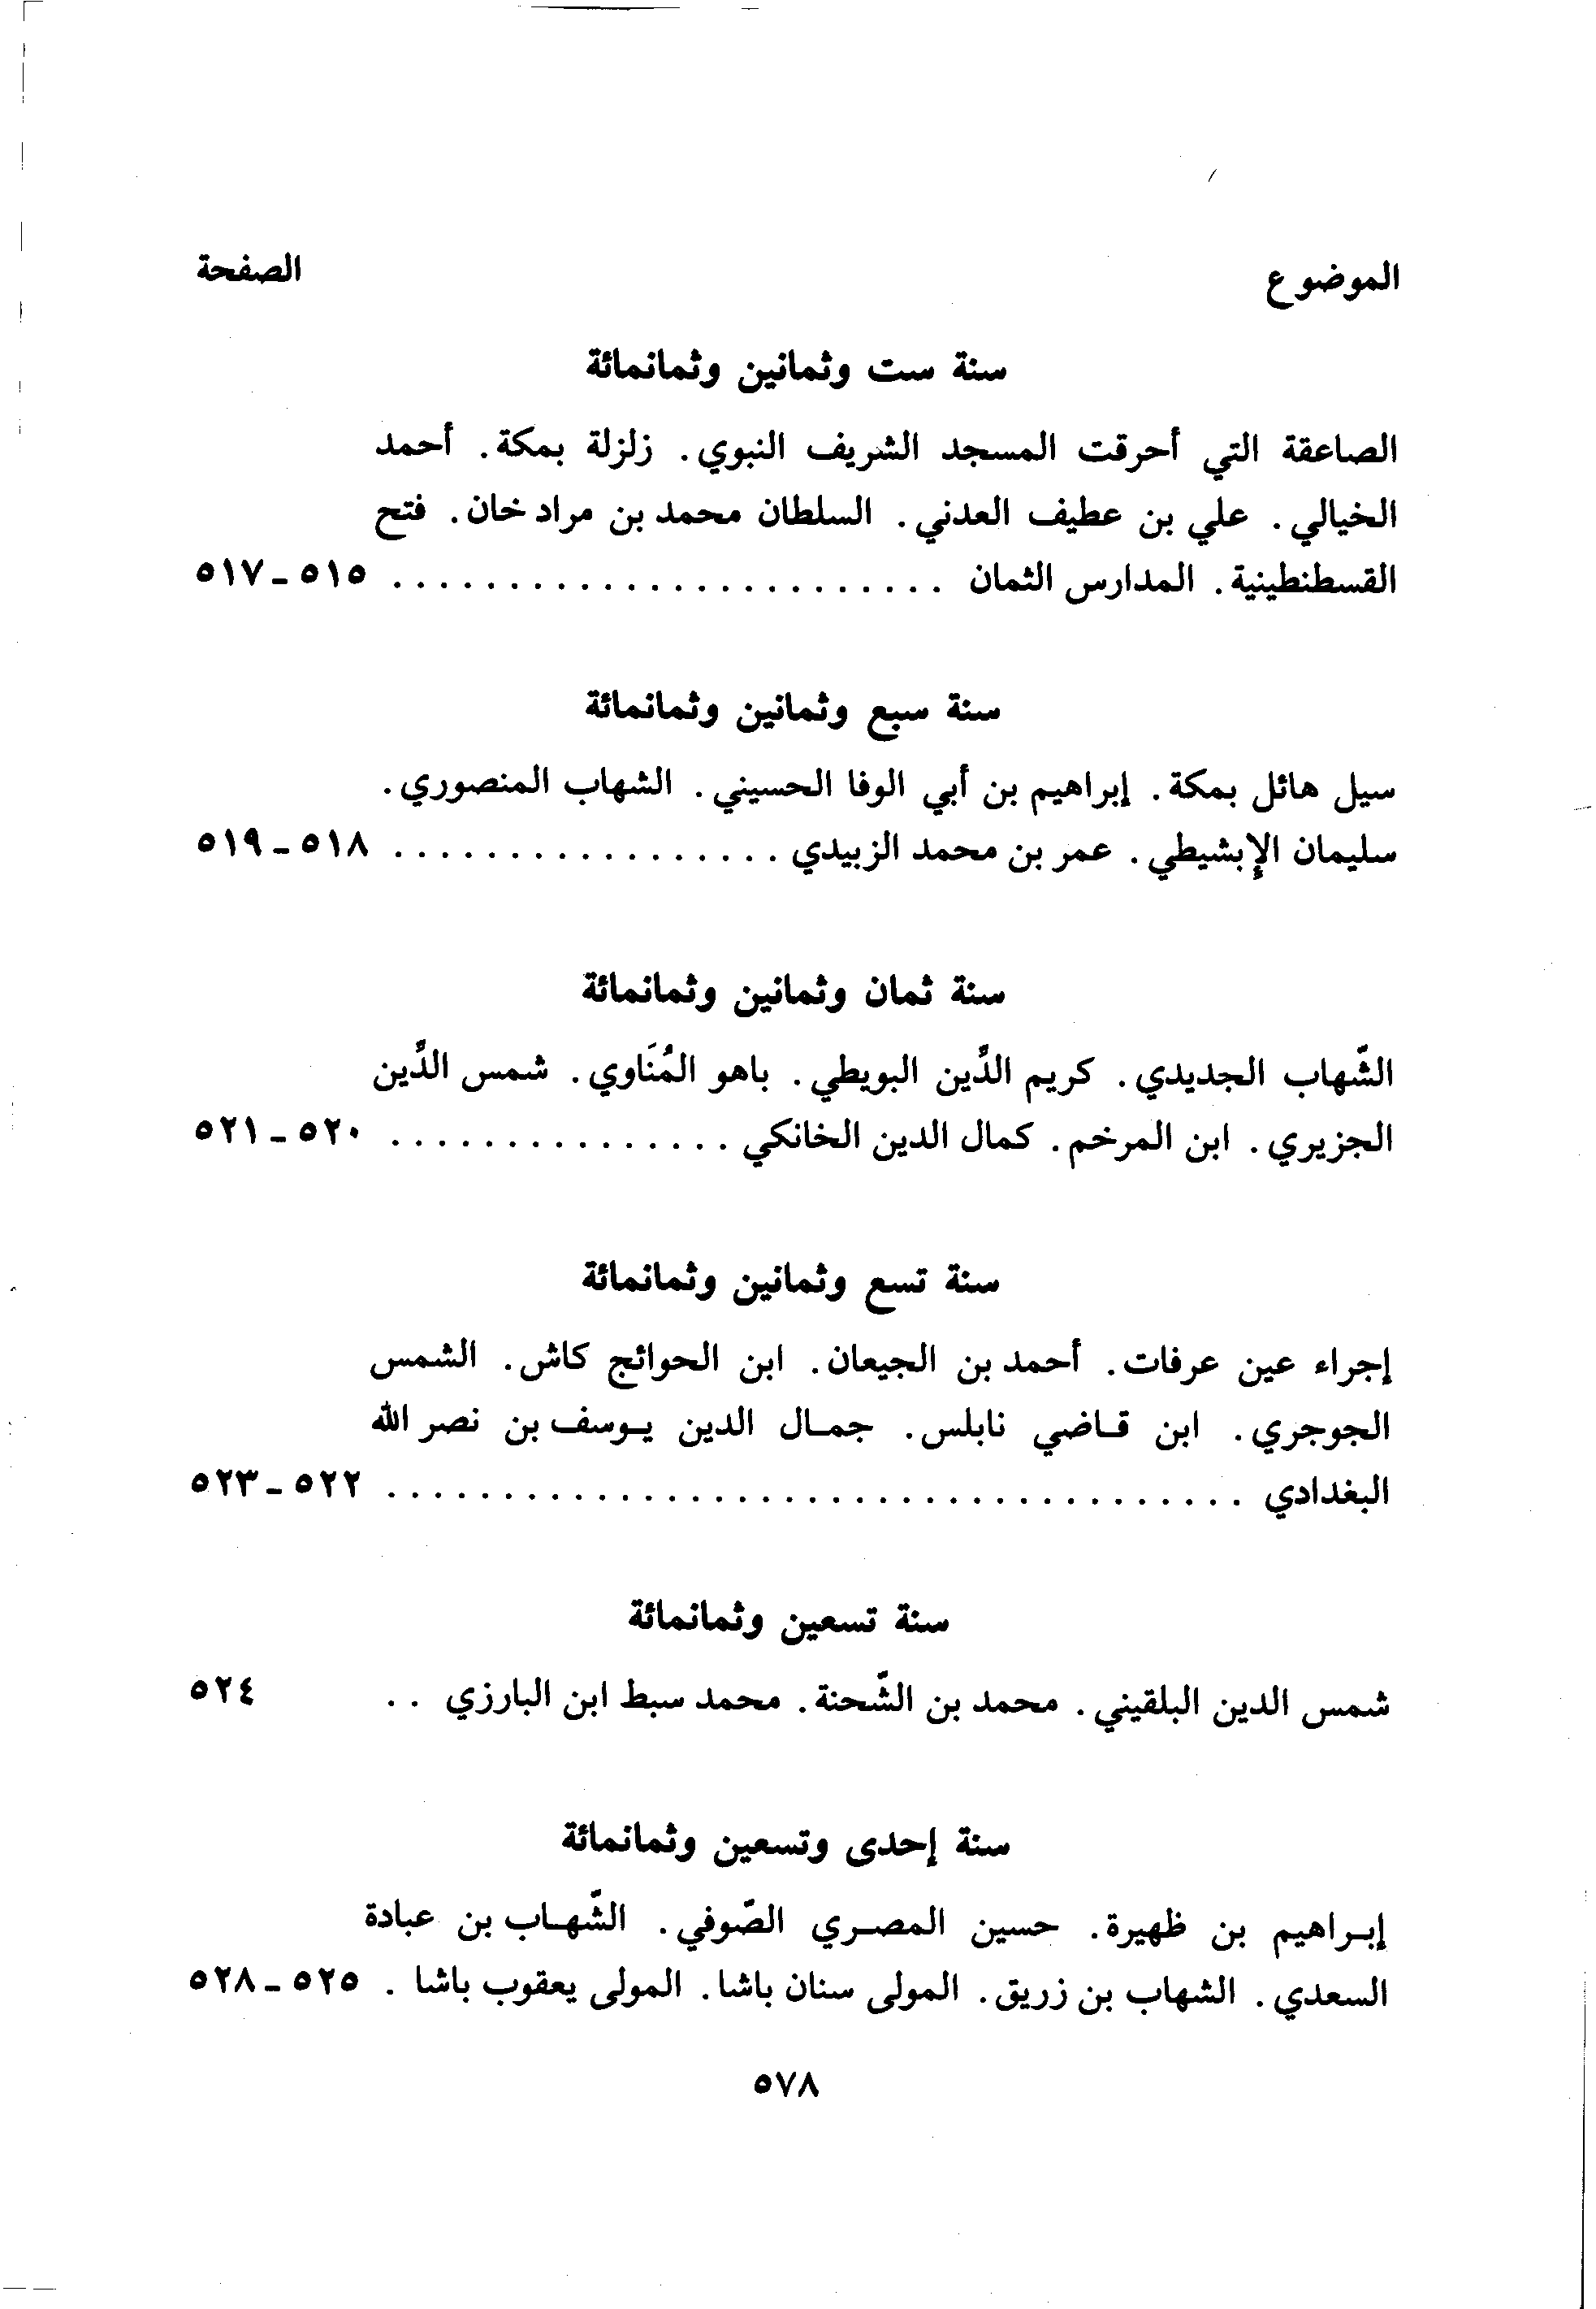 الموضوع الصفحة
سنة ست وثمانين وثمانمائة
الصاعقة التي أحرقت المسجد الشريف النبوي. زلزلة بمكة. أحمد
الخيالي. علي بن عطيف العدني. السلطان محمد بن مراد خان. فتح
القسطنطينية. المدارس الثمان ........................ ٥١٥ - ٥١٧
سنة سبع وثمانين وثمانمائة
سيل هائل بمكة. إبراهيم بن أبي الوفا الحسيني. الشهاب المنصوري.
سليمان الإبشيطي. عمر بن محمد الزبيدي ................. ٥١٨ - ٥١٩
سنة ثمان وثمانين وثمانمائة
الشّهاب الجديدي. كريم الدِّين البويطي. باهو المُنَاوي. شمس الدِّين
الجزيري. ابن المرخم. كمال الدين الخانكي ............... ٥٢٠ - ٥٢١
سنة تسع وثمانين وثمانمائة
إجراء عين عرفات. أحمد بن الجيعان. ابن الحوائج كاش. الشمس
الجوجري. ابن قاضي نابلس. جمال الدين يوسف بن نصر الله
البغدادي ..................................... ٥٢٢ - ٥٢٣
سنة تسعين وثمانمائة
شمس الدين البلقيني. محمد بن الشّحنة. محمد سبط ابن البارزي .. ٥٢٤
سنة إحدى وتسعين وثمانمائة
إبراهيم بن ظهيرة. حسين المصري الصّوفي. الشّهاب بن عبادة
السعدي. الشهاب بن زريق. المولى سنان باشا. المولى يعقوب باشا . ٥٢٥ - ٥٢٨
٥٧٨